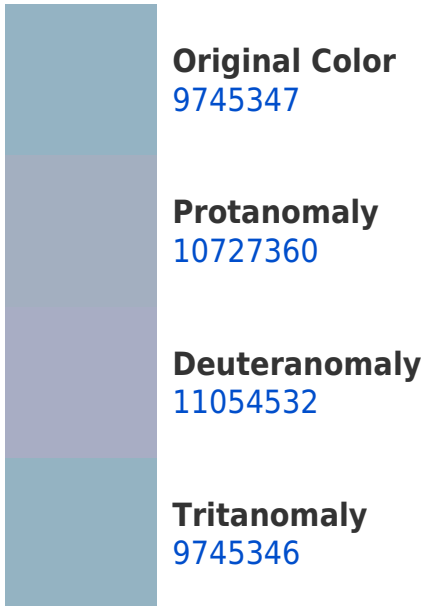 Original Color
9745347
Protanomaly
10727360
Deuteranomaly
11054532
Tritanomaly
9745346